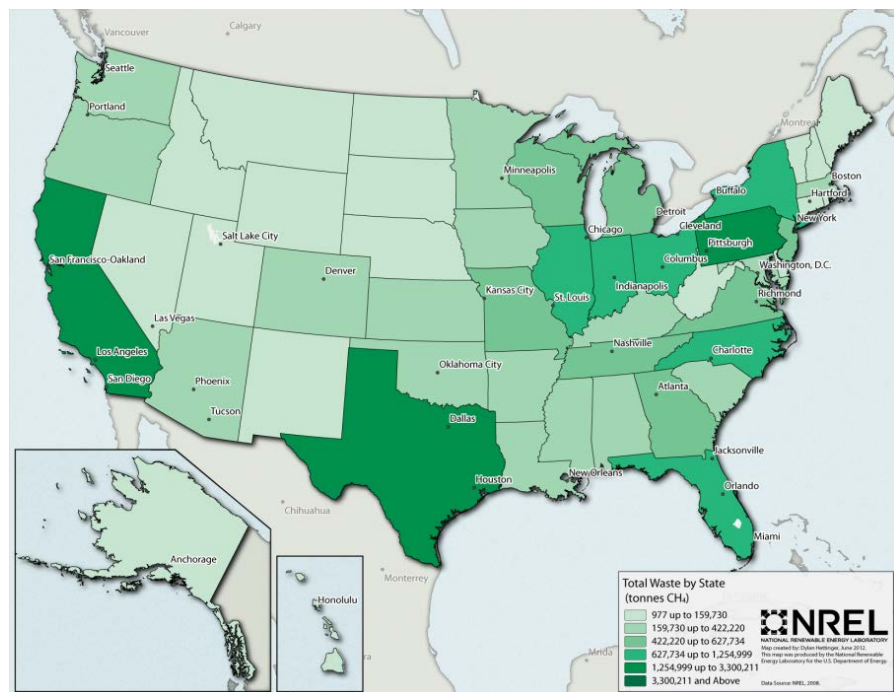 Vancouver
Calgary
Seattle
Portland
Montreal
Minneapolis
Boston
Buffalo
Hartford
Detroit
New York
Cleveland
Chicago
Pittsburgh
Salt Lake City
Columbus
Washington, D.C.
San Francisco-Oakland
Denver
Indianapolis
Kansas City
St. Louis
Richmond
Las Vegas
Nashville
Charlotte
Los Angeles
Oklahoma City
San Diego
Phoenix
Atlanta
Tucson
Dallas
Jacksonville
New Orleans
Houston
Orlando
Chihuahua
Miami
Anchorage
Monterrey
Honolulu
Mrida
Total Waste by State
(tonnes CH₄)
977 up to 159,730
159,730 up to 422,220
422,220 up to 627,734
627,734 up to 1,254,999
1,254,999 up to 3,300,211
3,300,211 and Above
NREL
NATIONAL RENEWABLE ENERGY LABORATORY
Map created by: Dylan Hettinger, June 2012.
This map was produced by the National Renewable
Energy Laboratory for the U.S. Department of Energy.
Data Source: NREL, 2008.